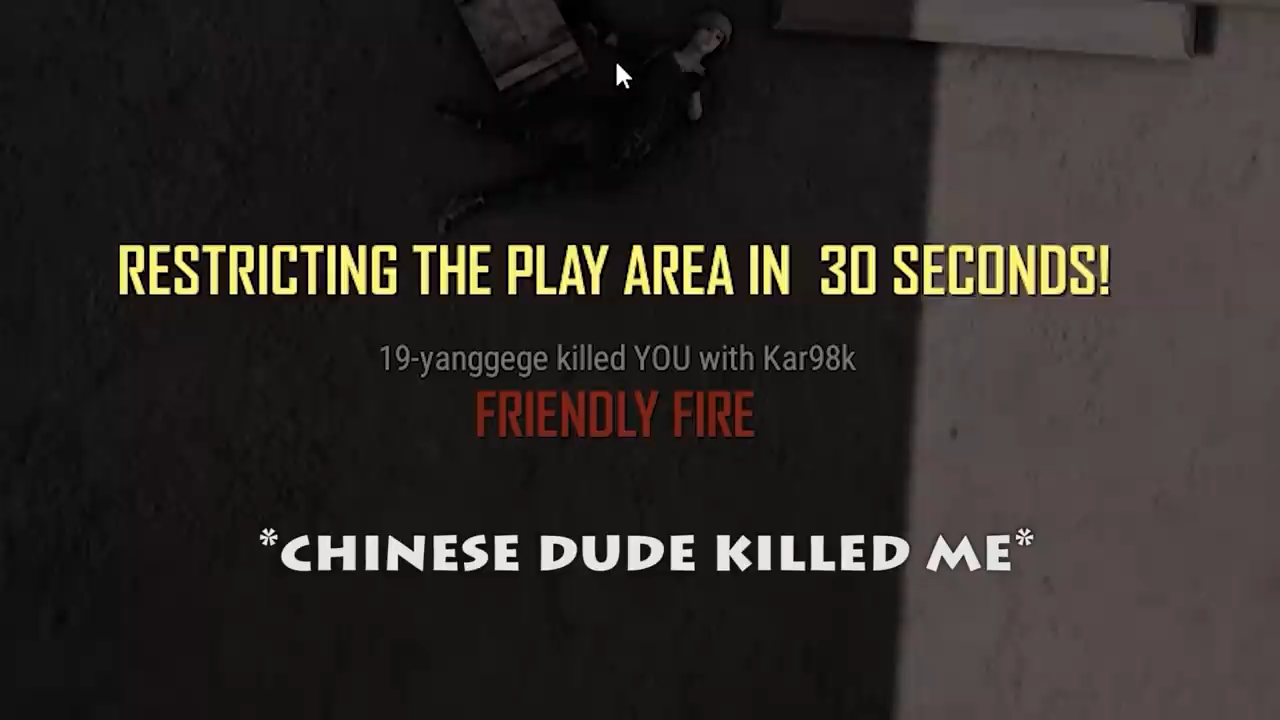 RESTRICTING THE PLAY AREA IN  30 SECONDS!
19-yanggege killed YOU with Kar98k
FRIENDLY FIRE
*CHINESE DUDE KILLED ME*